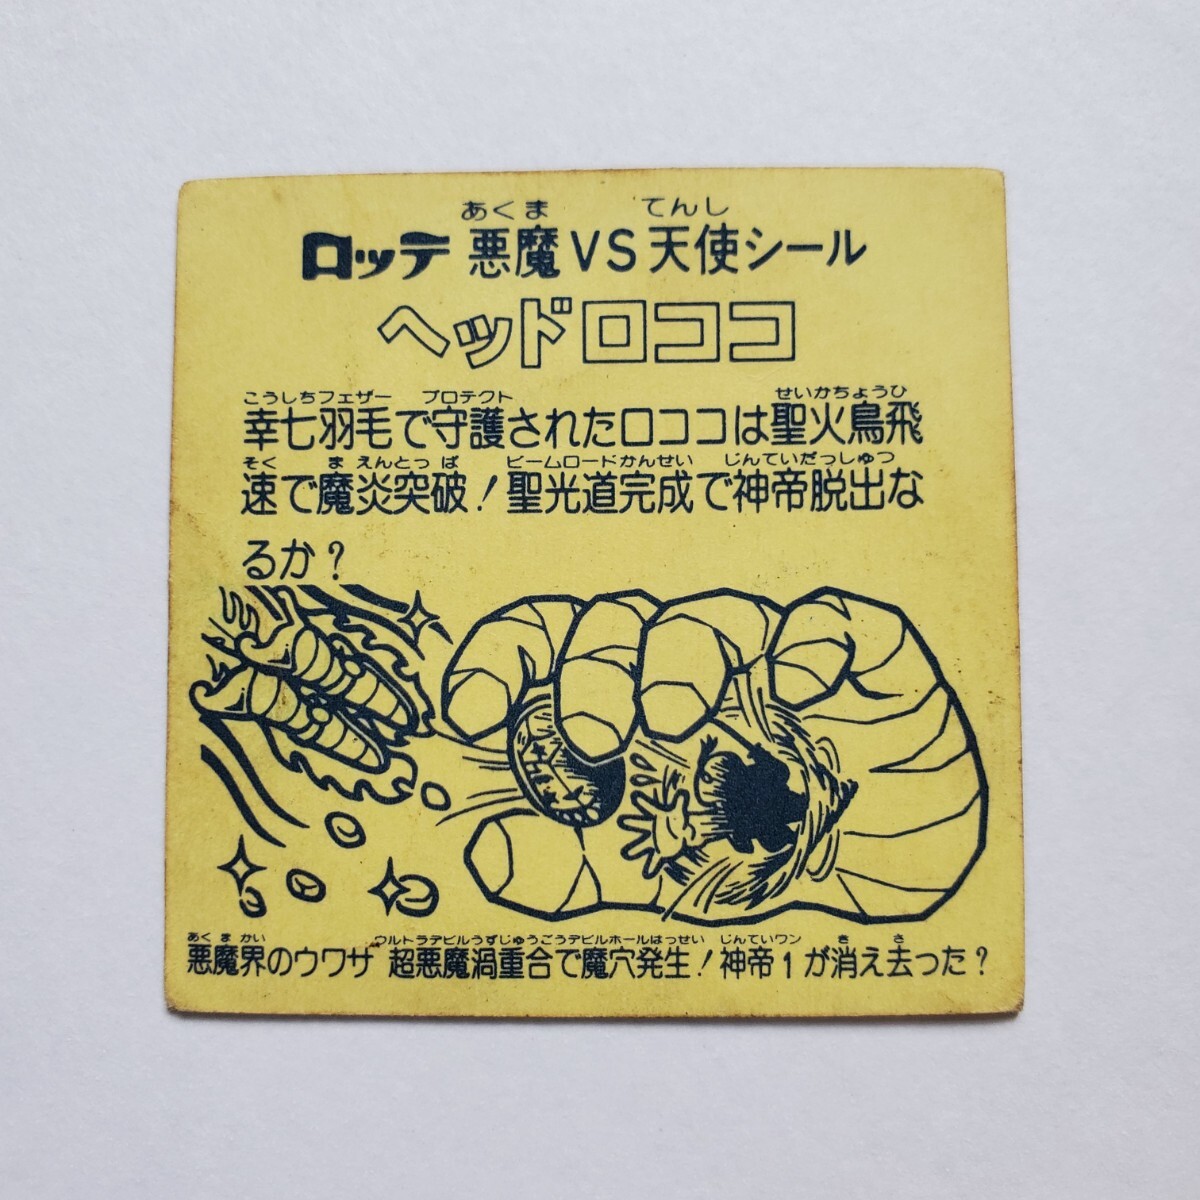 あくま てんし
ロッテ 悪魔VS天使シール
ヘッドロココ
こうしちフェザー プロテクト せいかちょうひ
幸七羽毛で守護されたロココは聖火鳥飛
そく ま えんとっ ぱ ビームロードかんせい じんていだっしゅつ
速で魔炎突破！聖光道完成で神帝脱出な
るか？
あくまかい ウルトラデビルうずじゅうごうデビルホールはっせい じんていワン き さ
悪魔界のウワサ 超悪魔渦重合で魔穴発生！神帝1が消え去った？